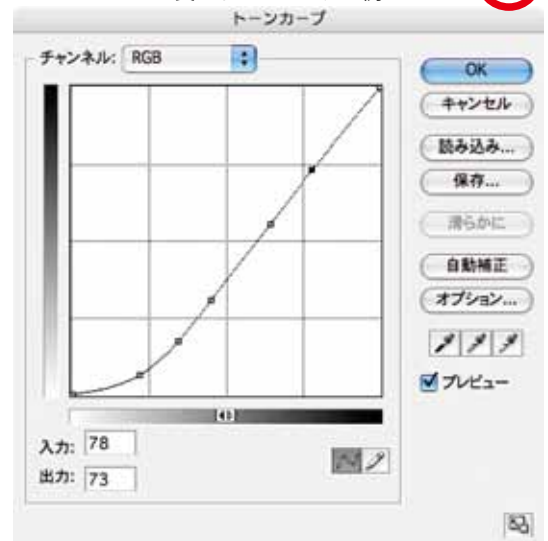 トーンカーブ
チャンネル: RGB
OK
キャンセル
読み込み...
保存...
滑らかに
自動補正
オプション...
プレビュー
入力: 78
出力: 73